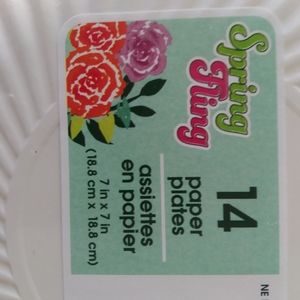 Spring
Fling
14
paper
plates
assiettes
en papier
7 in x 7 in
(18.8 cm x 18.8 cm)
NE